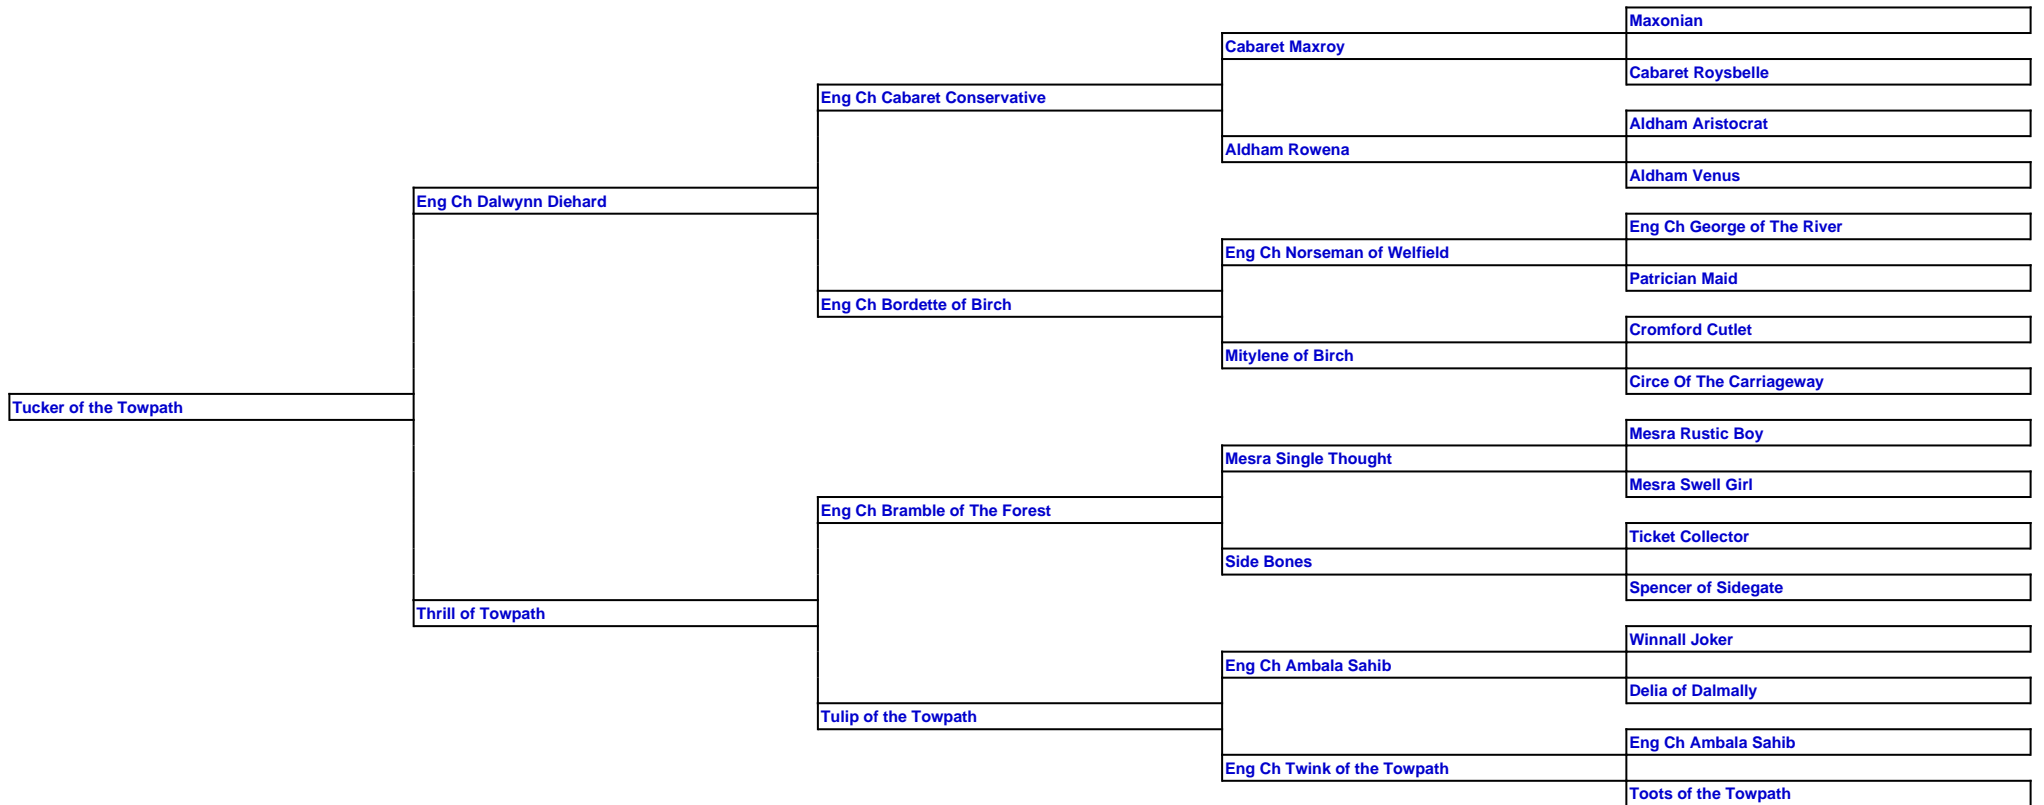 Maxonian
Cabaret Maxroy
Cabaret Roysbelle
Eng Ch Cabaret Conservative
Aldham Aristocrat
Aldham Rowena
Aldham Venus
Eng Ch Dalwynn Diehard
Eng Ch George of The River
Eng Ch Norseman of Welfield
Patrician Maid
Eng Ch Bordette of Birch
Cromford Cutlet
Mitylene of Birch
Circe Of The Carriageway
Tucker of the Towpath
Mesra Rustic Boy
Mesra Single Thought
Mesra Swell Girl
Eng Ch Bramble of The Forest
Ticket Collector
Side Bones
Spencer of Sidegate
Thrill of Towpath
Winnall Joker
Eng Ch Ambala Sahib
Delia of Dalmally
Tulip of the Towpath
Eng Ch Ambala Sahib
Eng Ch Twink of the Towpath
Toots of the Towpath